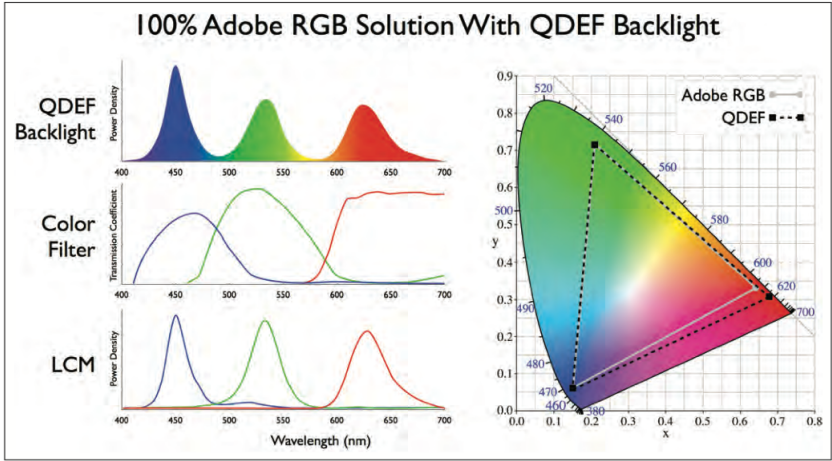 100% Adobe RGB Solution With QDEF Backlight
QDEF
Backlight
Power Density
400 450 500 550 600 650 700
Color
Filter
Transmission Coefficient
400 450 500 550 600 650 700
LCM
Power Density
400 450 500 550 600 650 700
Wavelength (nm)
Adobe RGB
QDEF
0.9
0.8
0.7
0.6
0.5
0.4
0.3
0.2
0.1
0.0
y
0.0 0.1 0.2 0.3 0.4 0.5 0.6 0.7 0.8
x
520
540
560
500
580
600
620
700
490
480
470
460
380